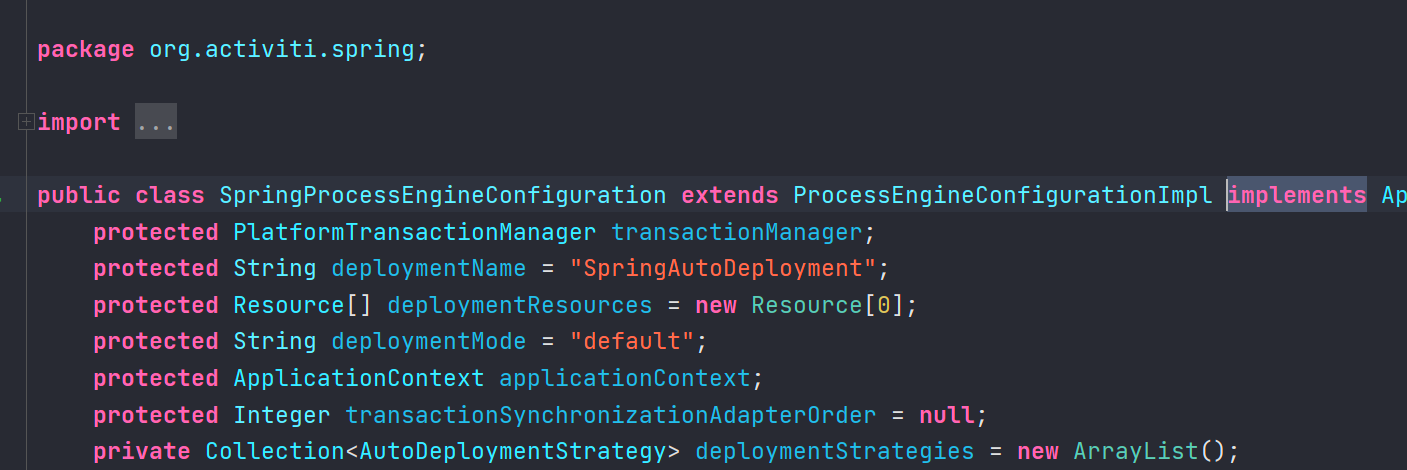 package org.activiti.spring;
import ...
public class SpringProcessEngineConfiguration extends ProcessEngineConfigurationImpl implements Ap
protected PlatformTransactionManager transactionManager;
protected String deploymentName = "SpringAutoDeployment";
protected Resource[] deploymentResources = new Resource[0];
protected String deploymentMode = "default";
protected ApplicationContext applicationContext;
protected Integer transactionSynchronizationAdapterOrder = null;
private Collection<AutoDeploymentStrategy> deploymentStrategies = new ArrayList();